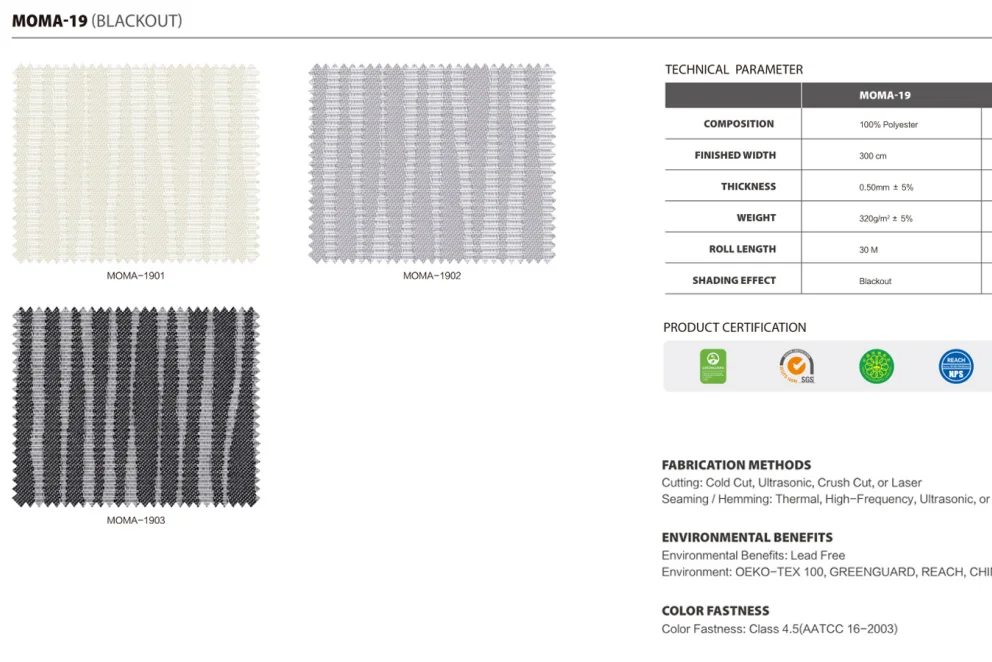 MOMA-19 (BLACKOUT)
MOMA-1901
MOMA-1902
MOMA-1903
TECHNICAL PARAMETER
MOMA-19
COMPOSITION 100% Polyester
FINISHED WIDTH 300 cm
THICKNESS 0.50mm ± 5%
WEIGHT 320g/m² ± 5%
ROLL LENGTH 30 M
SHADING EFFECT Blackout
PRODUCT CERTIFICATION
SGS
REACH
NPS
FABRICATION METHODS
Cutting: Cold Cut, Ultrasonic, Crush Cut, or Laser
Seaming / Hemming: Thermal, High-Frequency, Ultrasonic, or
ENVIRONMENTAL BENEFITS
Environmental Benefits: Lead Free
Environment: OEKO-TEX 100, GREENGUARD, REACH, CHI
COLOR FASTNESS
Color Fastness: Class 4.5(AATCC 16-2003)